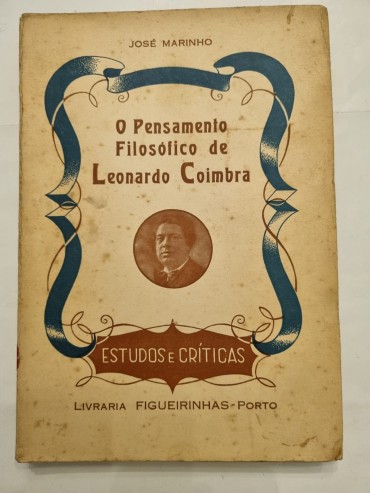 JOSÉ MARINHO
O Pensamento
Filosófico de
Leonardo Coimbra
ESTUDOS E CRÍTICAS
LIVRARIA FIGUEIRINHAS-PORTO